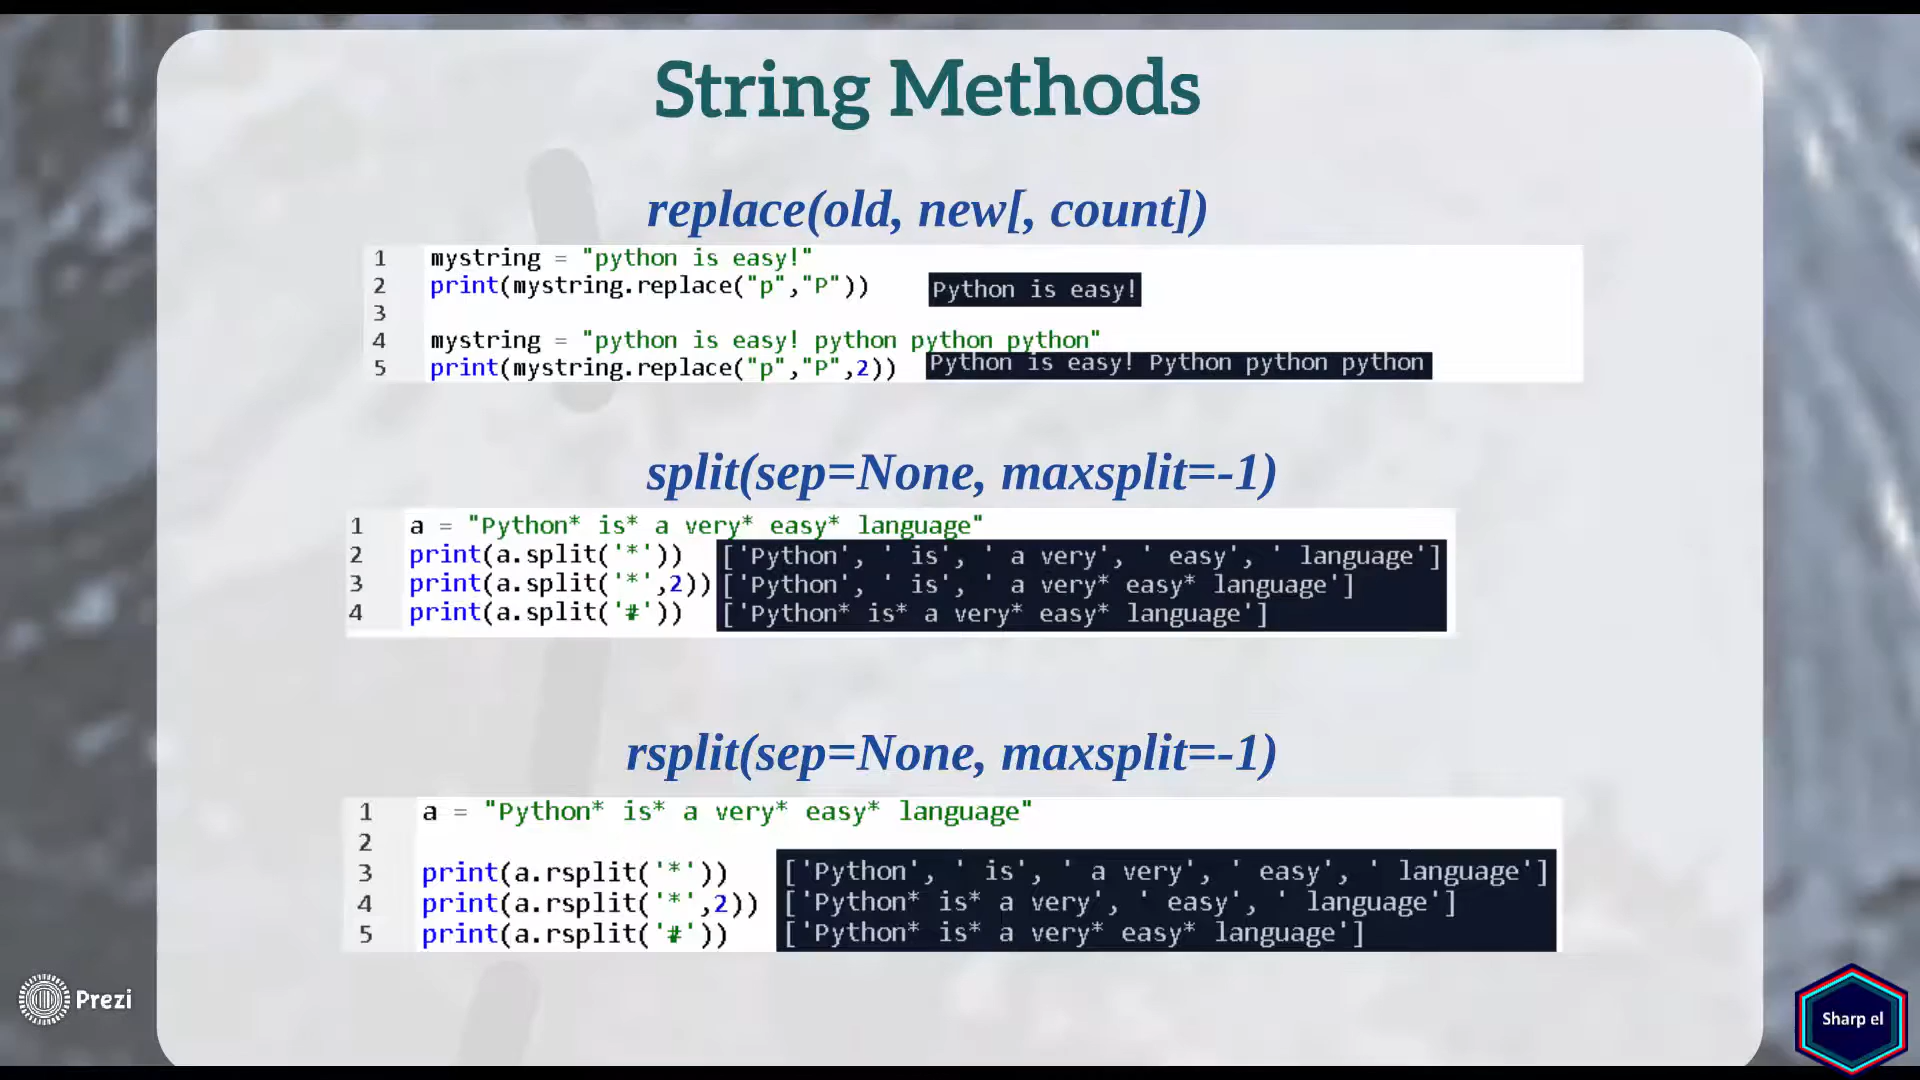 String Methods
replace(old, new[, count])
1 mystring = "python is easy!"
2 print(mystring.replace("p","P")) Python is easy!
3
4 mystring = "python is easy! python python python"
5 print(mystring.replace("p","P",2)) Python is easy! Python python python
split(sep=None, maxsplit=-1)
1 a = "Python* is* a very* easy* language"
2 print(a.split('*')) ['Python', ' is', ' a very', ' easy', ' language']
3 print(a.split('*',2)) ['Python', ' is', ' a very* easy* language']
4 print(a.split('#')) ['Python* is* a very* easy* language']
rsplit(sep=None, maxsplit=-1)
1 a = "Python* is* a very* easy* language"
2
3 print(a.rsplit('*')) ['Python', ' is', ' a very', ' easy', ' language']
4 print(a.rsplit('*',2)) ['Python* is* a very', ' easy', ' language']
5 print(a.rsplit('#')) ['Python* is* a very* easy* language']
Prezi
Sharp el